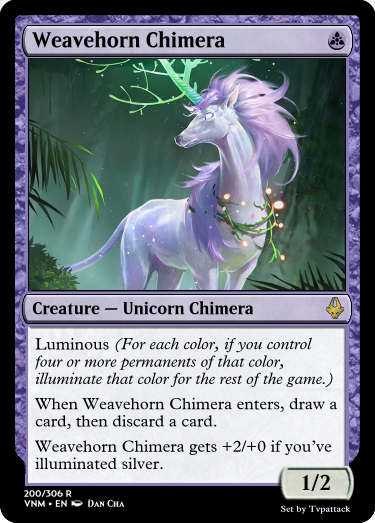 Weavehorn Chimera
Creature — Unicorn Chimera
Luminous (For each color, if you control
four or more permanents of that color,
illuminate that color for the rest of the game.)
When Weavehorn Chimera enters, draw a
card, then discard a card.
Weavehorn Chimera gets +2/+0 if you've
illuminated silver.
1/2
200/306 R
VNM • EN Dan Cha
Set by Tvpattack